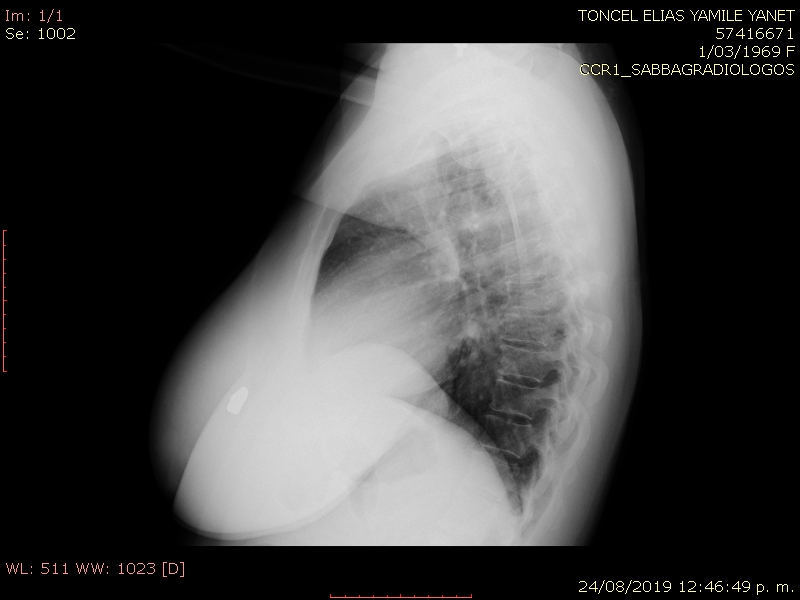 Im: 1/1
Se: 1002
TONCEL ELIAS YAMILE YANET
57416671
1/03/1969 F
CCR1_SABBAGRADIOLOGOS
WL: 511 WW: 1023 [D]
24/08/2019 12:46:49 p. m.